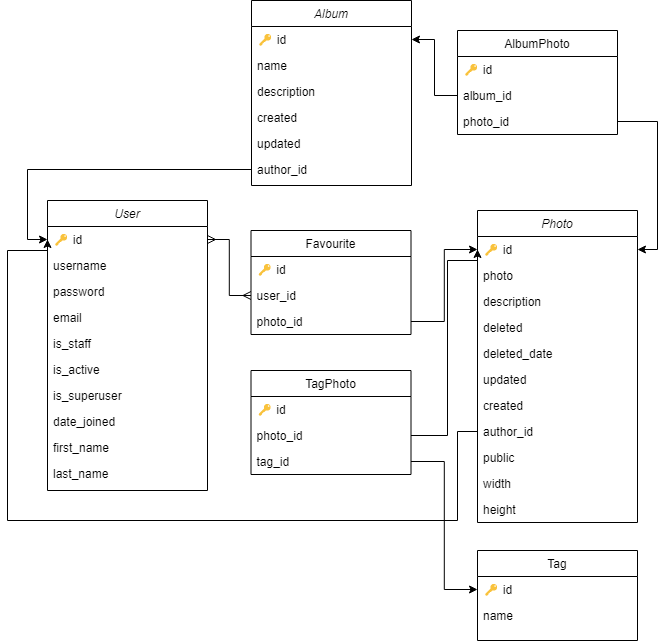 Album
id
name
description
created
updated
author_id
AlbumPhoto
id
album_id
photo_id
User
id
username
password
email
is_staff
is_active
is_superuser
date_joined
first_name
last_name
Favourite
id
user_id
photo_id
Photo
id
photo
description
deleted
deleted_date
updated
created
author_id
public
width
height
TagPhoto
id
photo_id
tag_id
Tag
id
name